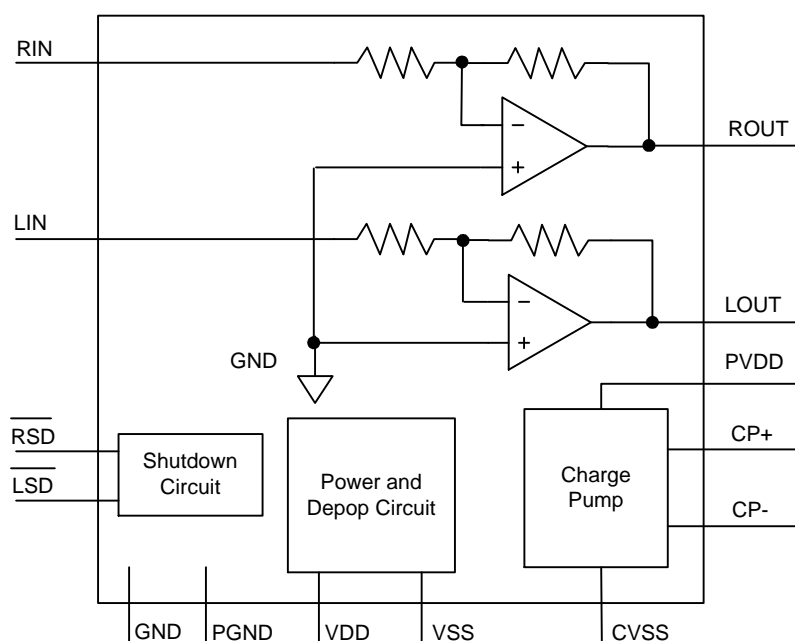 RIN
−
+
ROUT
LIN
−
+
LOUT
GND
PVDD
RSD
LSD
Shutdown
Circuit
Power and
Depop Circuit
Charge
Pump
CP+
CP-
GND
PGND
VDD
VSS
CVSS